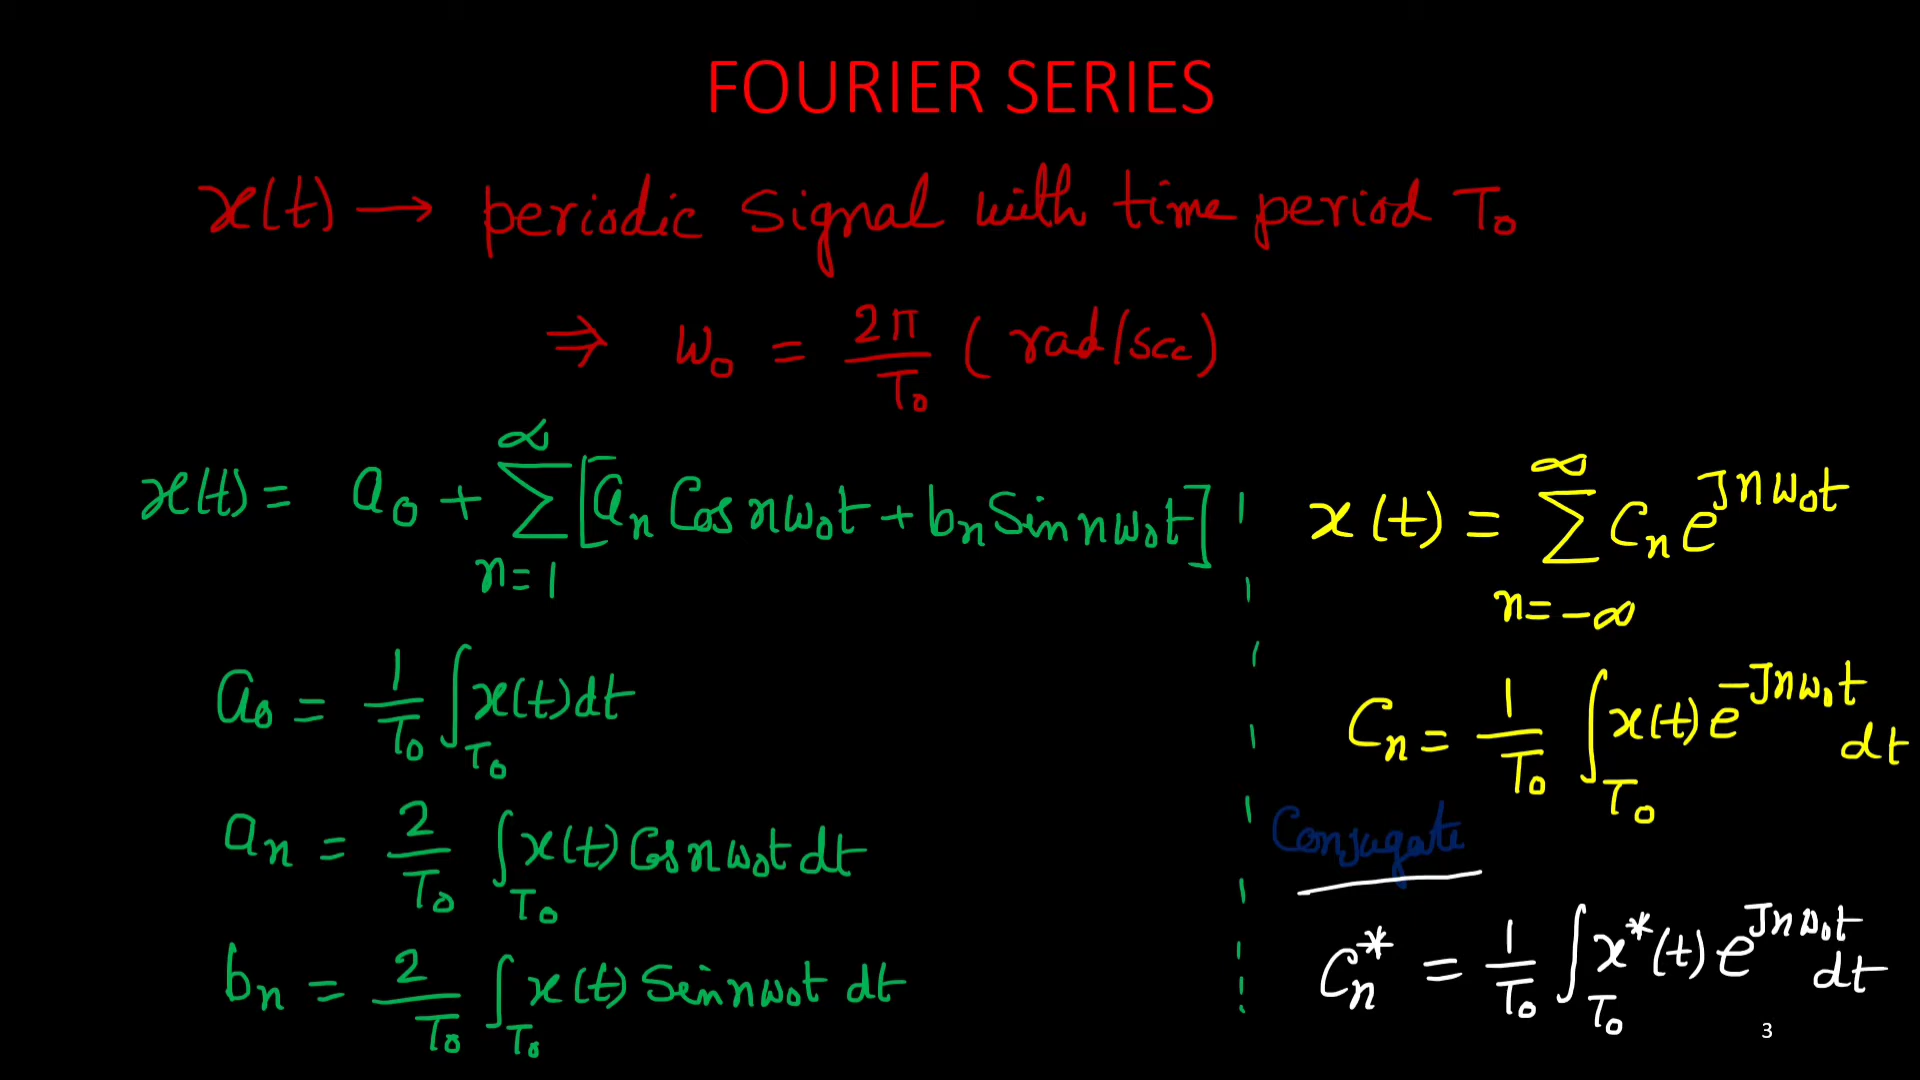 FOURIER SERIES
x(t) → periodic signal with time period T₀
⇒ ω₀ = 2π/T₀ (rad/sec)
x(t) = a₀ + ∑_{n=1}^{∞} [aₙ Cos nω₀t + bₙ Sin nω₀t]
a₀ = 1/T₀ ∫_{T₀} x(t) dt
aₙ = 2/T₀ ∫_{T₀} x(t) Cos nω₀t dt
bₙ = 2/T₀ ∫_{T₀} x(t) Sin nω₀t dt
x(t) = ∑_{n=-∞}^{∞} Cₙ e^{Jnω₀t}
Cₙ = 1/T₀ ∫_{T₀} x(t) e^{-Jnω₀t} dt
Conjugate
Cₙ* = 1/T₀ ∫_{T₀} x*(t) e^{Jnω₀t} dt
3